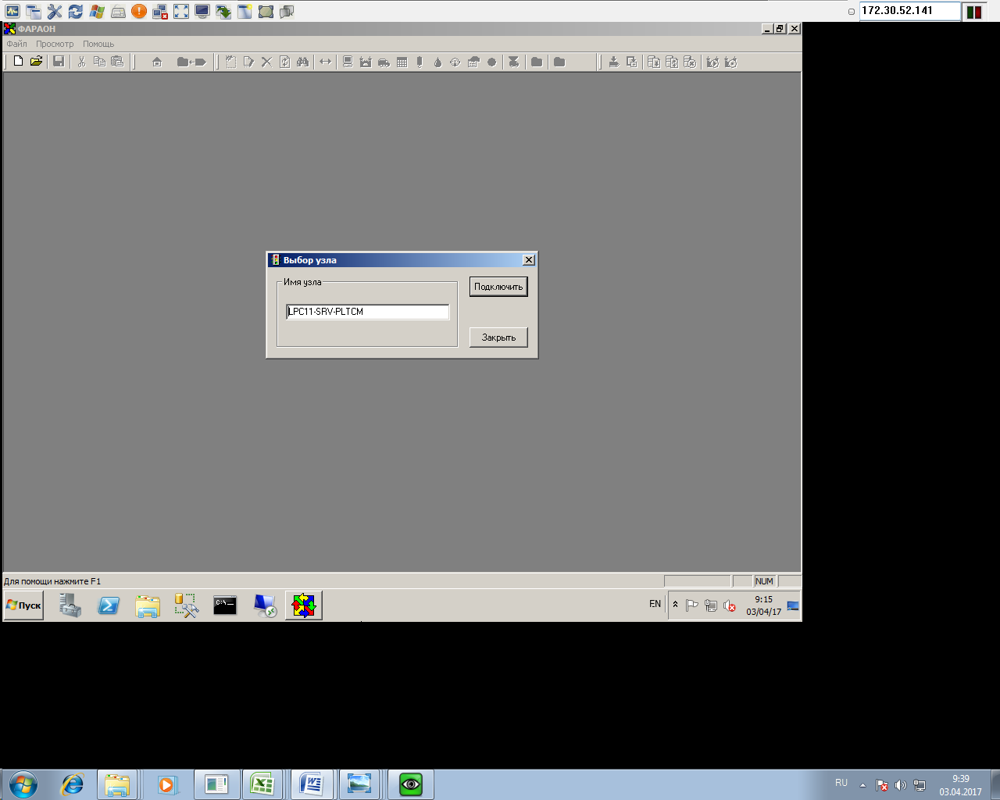 172.30.52.141
ФАРАОН
Файл Просмотр Помощь
Выбор узла
Имя узла
Подключить
LPC11-SRV-PLTCM
Закрыть
Для помощи нажмите F1
NUM
Пуск
C:\_
EN
9:15
03/04/17
RU
9:39
03.04.2017